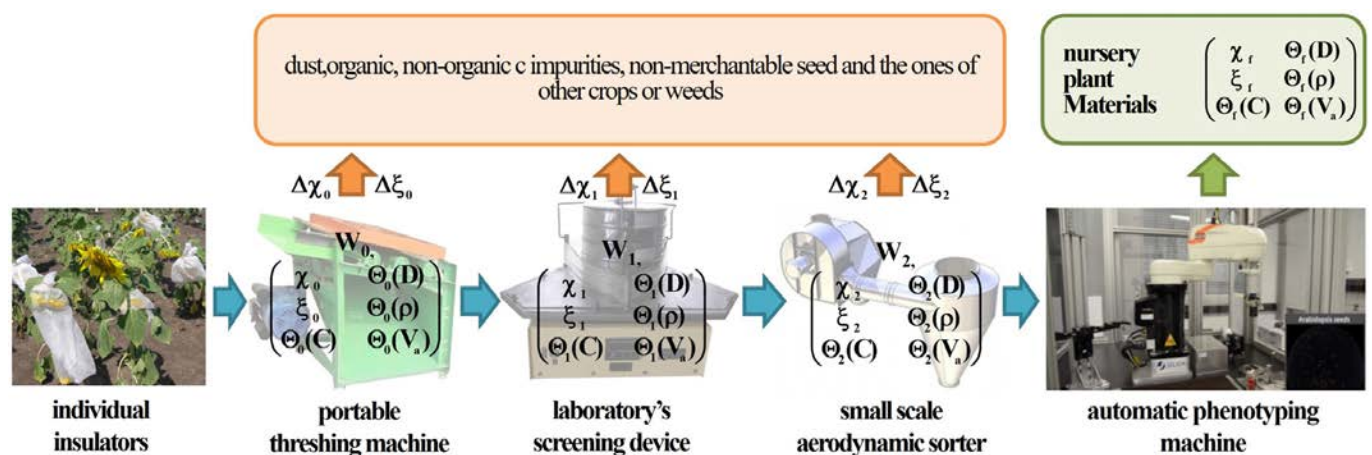 dust,organic, non-organic c impurities, non-merchantable seed and the ones of
other crops or weeds
nursery
plant
Materials
χf Θf(D)
ξf Θf(ρ)
Θf(C) Θf(Va)
Δχ0 Δξ0
Δχ1 Δξ1
Δχ2 Δξ2
W0,
χ0 Θ0(D)
ξ0 Θ0(ρ)
Θ0(C) Θ0(Va)
W1,
χ1 Θ1(D)
ξ1 Θ1(ρ)
Θ1(C) Θ1(Va)
W2,
χ2 Θ2(D)
ξ2 Θ2(ρ)
Θ2(C) Θ2(Va)
Arabidopsis seeds
individual
insulators
portable
threshing machine
laboratory's
screening device
small scale
aerodynamic sorter
automatic phenotyping
machine